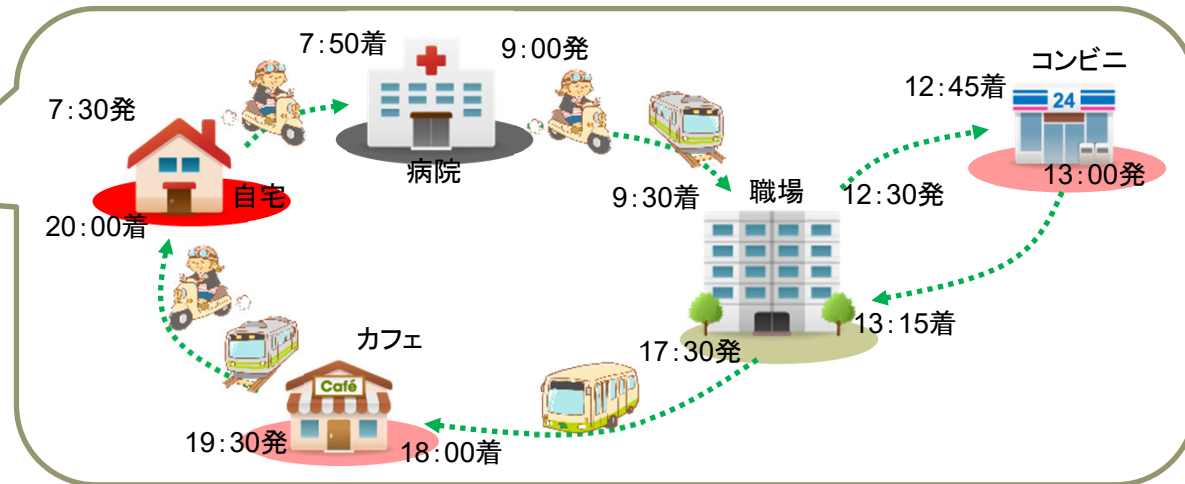 7:30発
自宅
7:50着
病院
9:00発
9:30着
職場
12:30発
12:45着
コンビニ
24
13:00発
13:15着
17:30発
18:00着
カフェ
Café
19:30発
20:00着